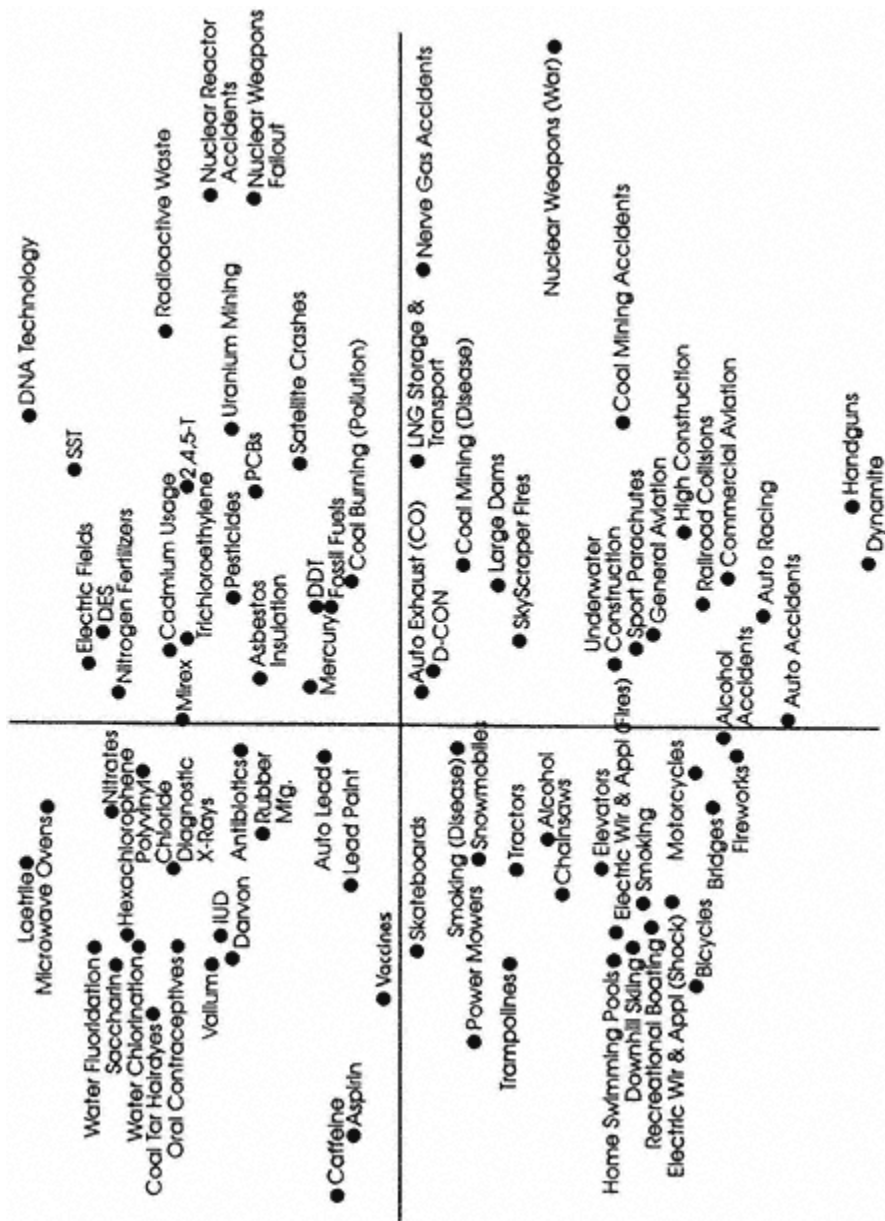 Laetrile
Microwave Ovens
Water Fluoridation
Saccharin
Nitrates
Hexachlorophene
Water Chlorination
Polyvinyl
Chloride
Coal Tar Hairdyes
Oral Contraceptives
Diagnostic
X-Rays
Valium
IUD
Darvon
Antibiotics
Rubber
Mfg.
Caffeine
Aspirin
Auto Lead
Lead Paint
Vaccines
DNA Technology
SST
Electric Fields
DES
Nitrogen Fertilizers
Radioactive Waste
Cadmium Usage
Mirex
Trichloroethylene
2,4,5-T
Nuclear Reactor
Accidents
Pesticides
Uranium Mining
Nuclear Weapons
Fallout
Asbestos
Insulation
PCBs
Satellite Crashes
Mercury
DDT
Fossil Fuels
Coal Burning (Pollution)
Skateboards
Smoking (Disease)
Power Mowers
Snowmobiles
Trampolines
Tractors
Alcohol
Chainsaws
Elevators
Home Swimming Pools
Electric Wir & Appl (Fires)
Downhill Skiing
Smoking
Recreational Boating
Electric Wir & Appl (Shock)
Motorcycles
Bicycles
Bridges
Fireworks
Auto Exhaust (CO)
D-CON
LNG Storage &
Transport
Nerve Gas Accidents
Coal Mining (Disease)
Large Dams
SkyScraper Fires
Nuclear Weapons (War)
Underwater
Construction
Coal Mining Accidents
Sport Parachutes
General Aviation
High Construction
Railroad Collisions
Alcohol
Accidents
Commercial Aviation
Auto Racing
Auto Accidents
Handguns
Dynamite